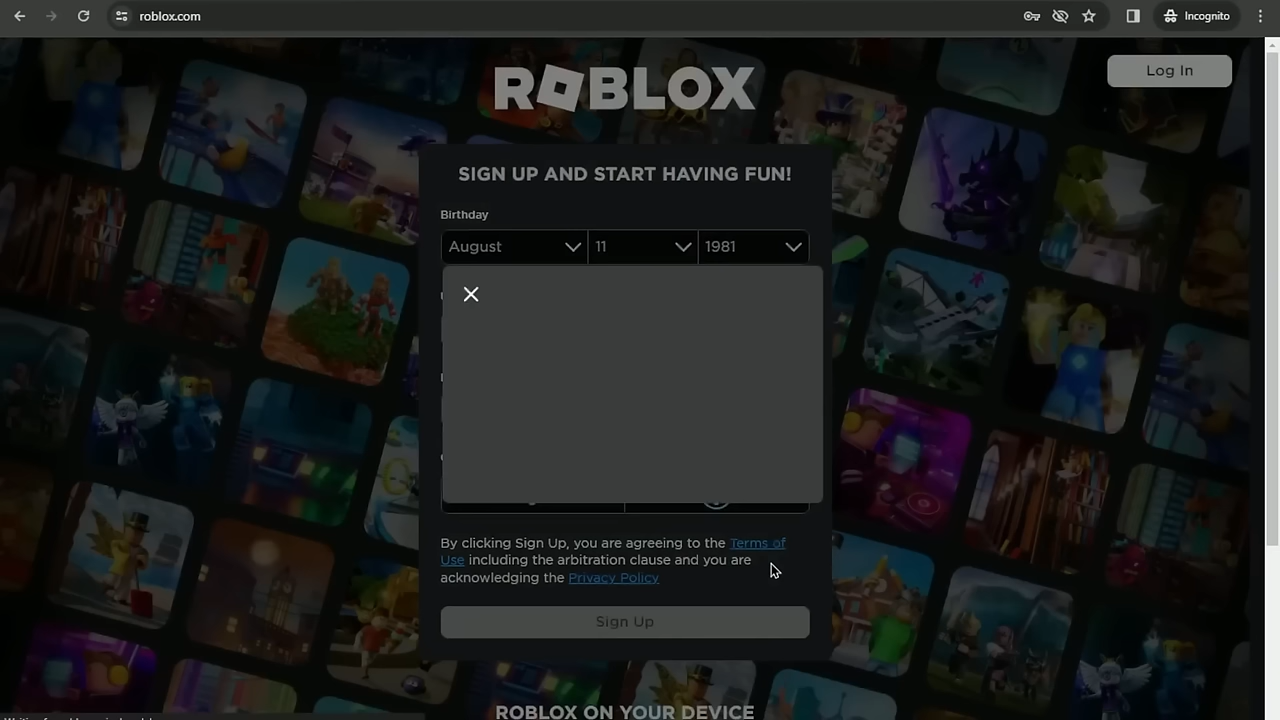 roblox.com
Incognito
Log In
ROBLOX
SIGN UP AND START HAVING FUN!
Birthday
August 11 1981
By clicking Sign Up, you are agreeing to the Terms of
Use including the arbitration clause and you are
acknowledging the Privacy Policy
Sign Up
ROBLOX ON YOUR DEVICE